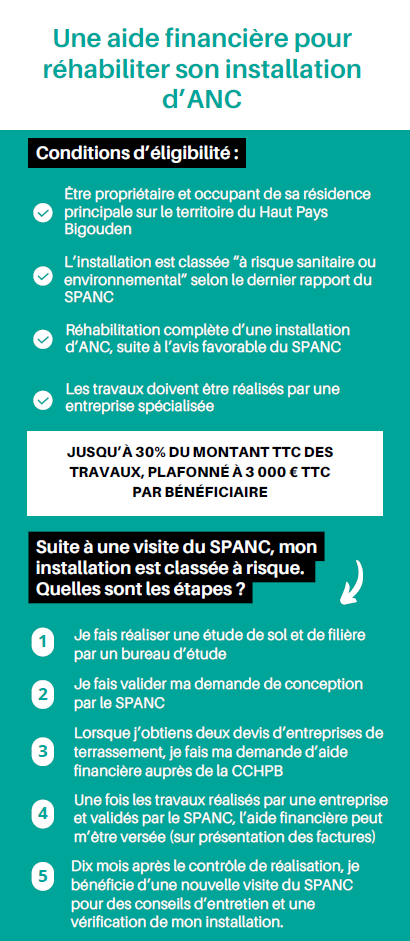 Une aide financière pour
réhabiliter son installation
d’ANC
Conditions d’éligibilité :
Être propriétaire et occupant de sa résidence
principale sur le territoire du Haut Pays
Bigouden
L’installation est classée “à risque sanitaire ou
environnemental” selon le dernier rapport du
SPANC
Réhabilitation complète d’une installation
d’ANC, suite à l’avis favorable du SPANC
Les travaux doivent être réalisés par une
entreprise spécialisée
JUSQU’À 30% DU MONTANT TTC DES
TRAVAUX, PLAFONNÉ À 3 000 € TTC
PAR BÉNÉFICIAIRE
Suite à une visite du SPANC, mon
installation est classée à risque.
Quelles sont les étapes ?
1 Je fais réaliser une étude de sol et de filière
par un bureau d’étude
2 Je fais valider ma demande de conception
par le SPANC
3 Lorsque j’obtiens deux devis d’entreprises de
terrassement, je fais ma demande d’aide
financière auprès de la CCHPB
4 Une fois les travaux réalisés par une entreprise
et validés par le SPANC, l’aide financière peut
m’être versée (sur présentation des factures)
5 Dix mois après le contrôle de réalisation, je
bénéficie d’une nouvelle visite du SPANC
pour des conseils d’entretien et une
vérification de mon installation.